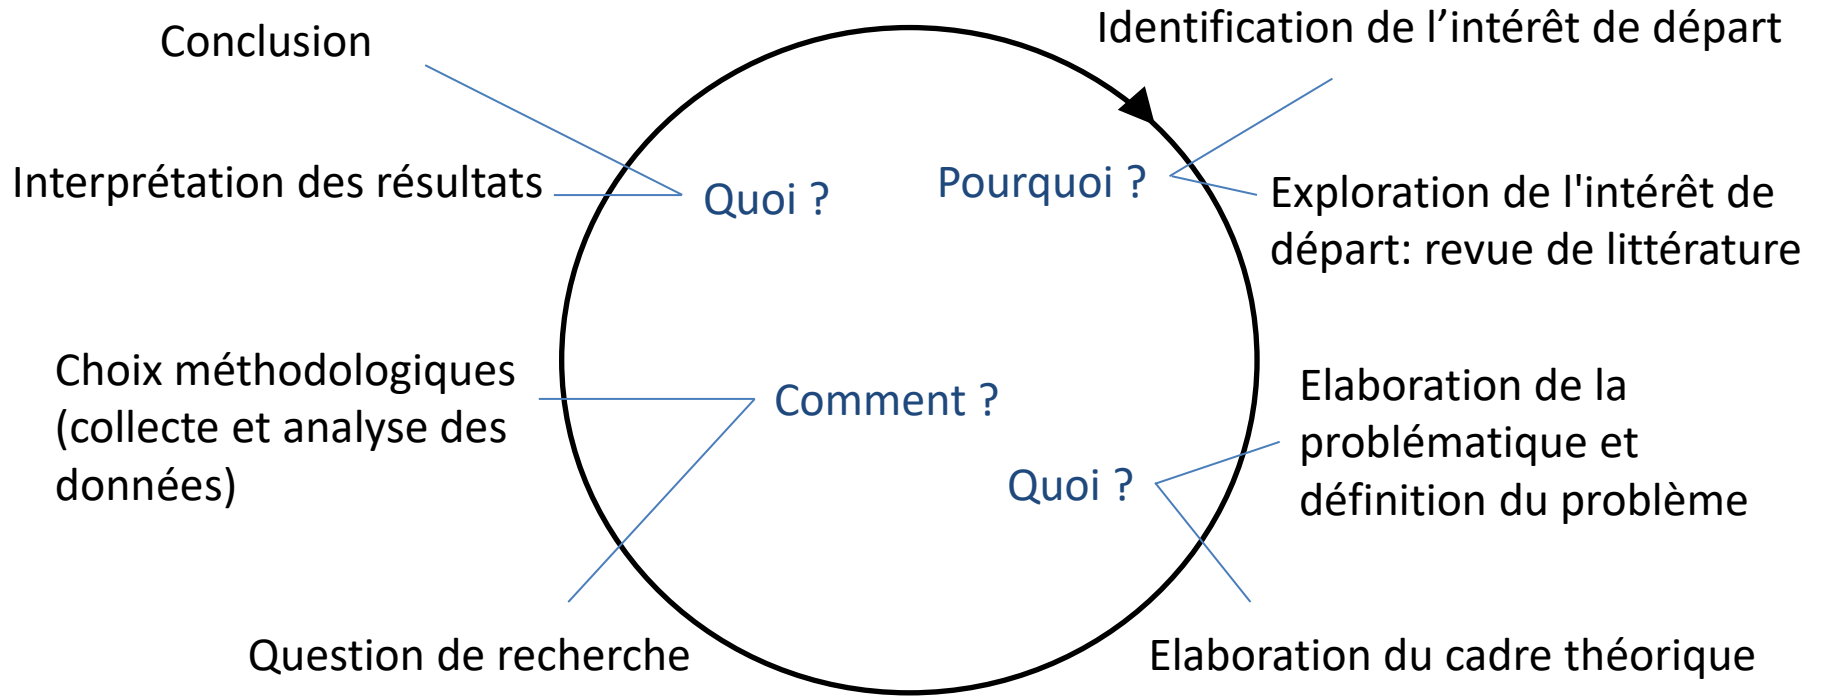 Identification de l’intérêt de départ
Conclusion
Pourquoi ?
Interprétation des résultats
Quoi ?
Exploration de l'intérêt de
départ: revue de littérature
Choix méthodologiques
(collecte et analyse des
données)
Comment ?
Elaboration de la
problématique et
définition du problème
Quoi ?
Question de recherche
Elaboration du cadre théorique